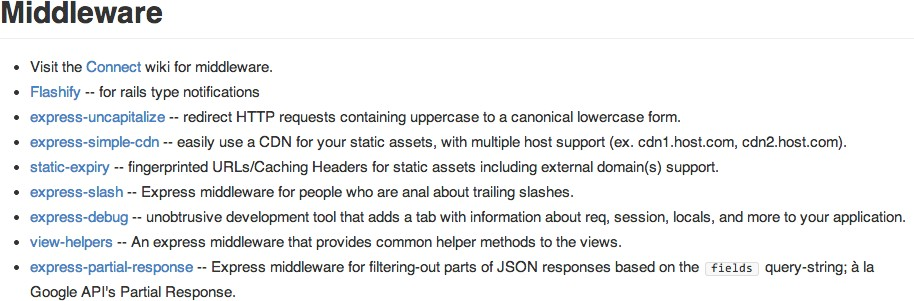 Middleware
• Visit the Connect wiki for middleware.
• Flashify -- for rails type notifications
• express-uncapitalize -- redirect HTTP requests containing uppercase to a canonical lowercase form.
• express-simple-cdn -- easily use a CDN for your static assets, with multiple host support (ex. cdn1.host.com, cdn2.host.com).
• static-expiry -- fingerprinted URLs/Caching Headers for static assets including external domain(s) support.
• express-slash -- Express middleware for people who are anal about trailing slashes.
• express-debug -- unobtrusive development tool that adds a tab with information about req, session, locals, and more to your application.
• view-helpers -- An express middleware that provides common helper methods to the views.
• express-partial-response -- Express middleware for filtering-out parts of JSON responses based on the fields query-string; à la
Google API's Partial Response.